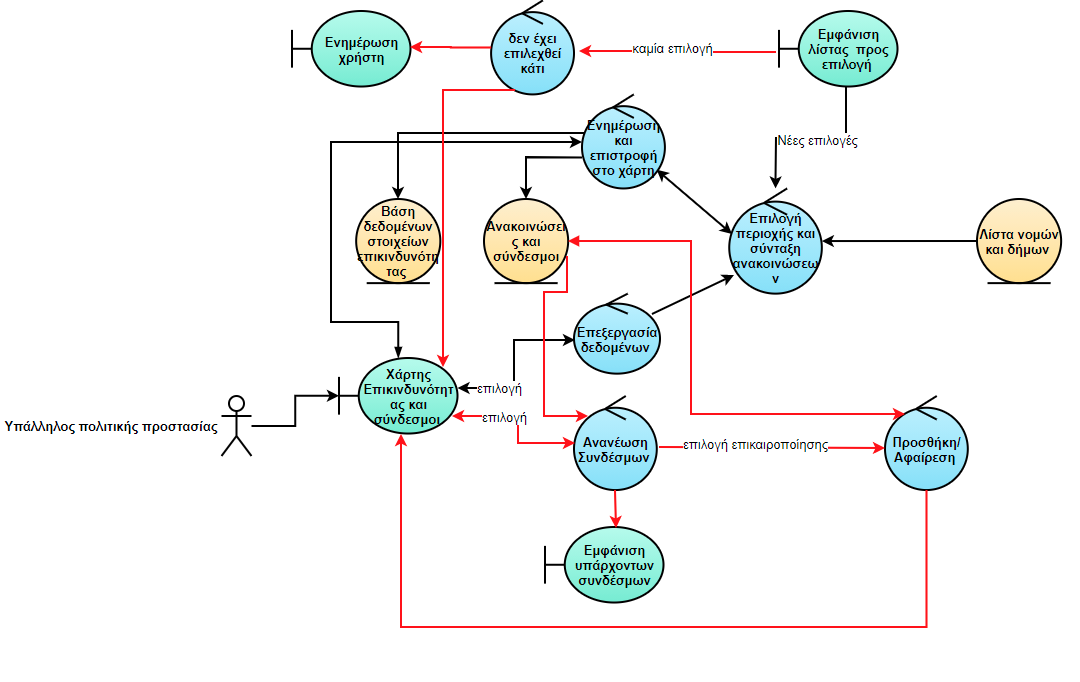 Ενημέρωση
χρήστη
δεν έχει
επιλεχθεί
κάτι
καμία επιλογή
Εμφάνιση
λίστας προς
επιλογή
Ενημέρωση
και
επιστροφή
στο χάρτη
Νέες επιλογές
Βάση
δεδομένων
στοιχείων
επικινδυνότη
τας
Ανακοινώσει
ς και
σύνδεσμοι
Επιλογή
περιοχής και
σύνταξη
ανακοινώσεω
ν
Λίστα νομών
και δήμων
Επεξεργασία
δεδομένων
Χάρτης
Επικινδυνότητ
ας και
σύνδεσμοι
επιλογή
επιλογή
Υπάλληλος πολιτικής προστασίας
Ανανέωση
Συνδέσμων
επιλογή επικαιροποίησης
Προσθήκη/
Αφαίρεση
Εμφάνιση
υπάρχοντων
συνδέσμων